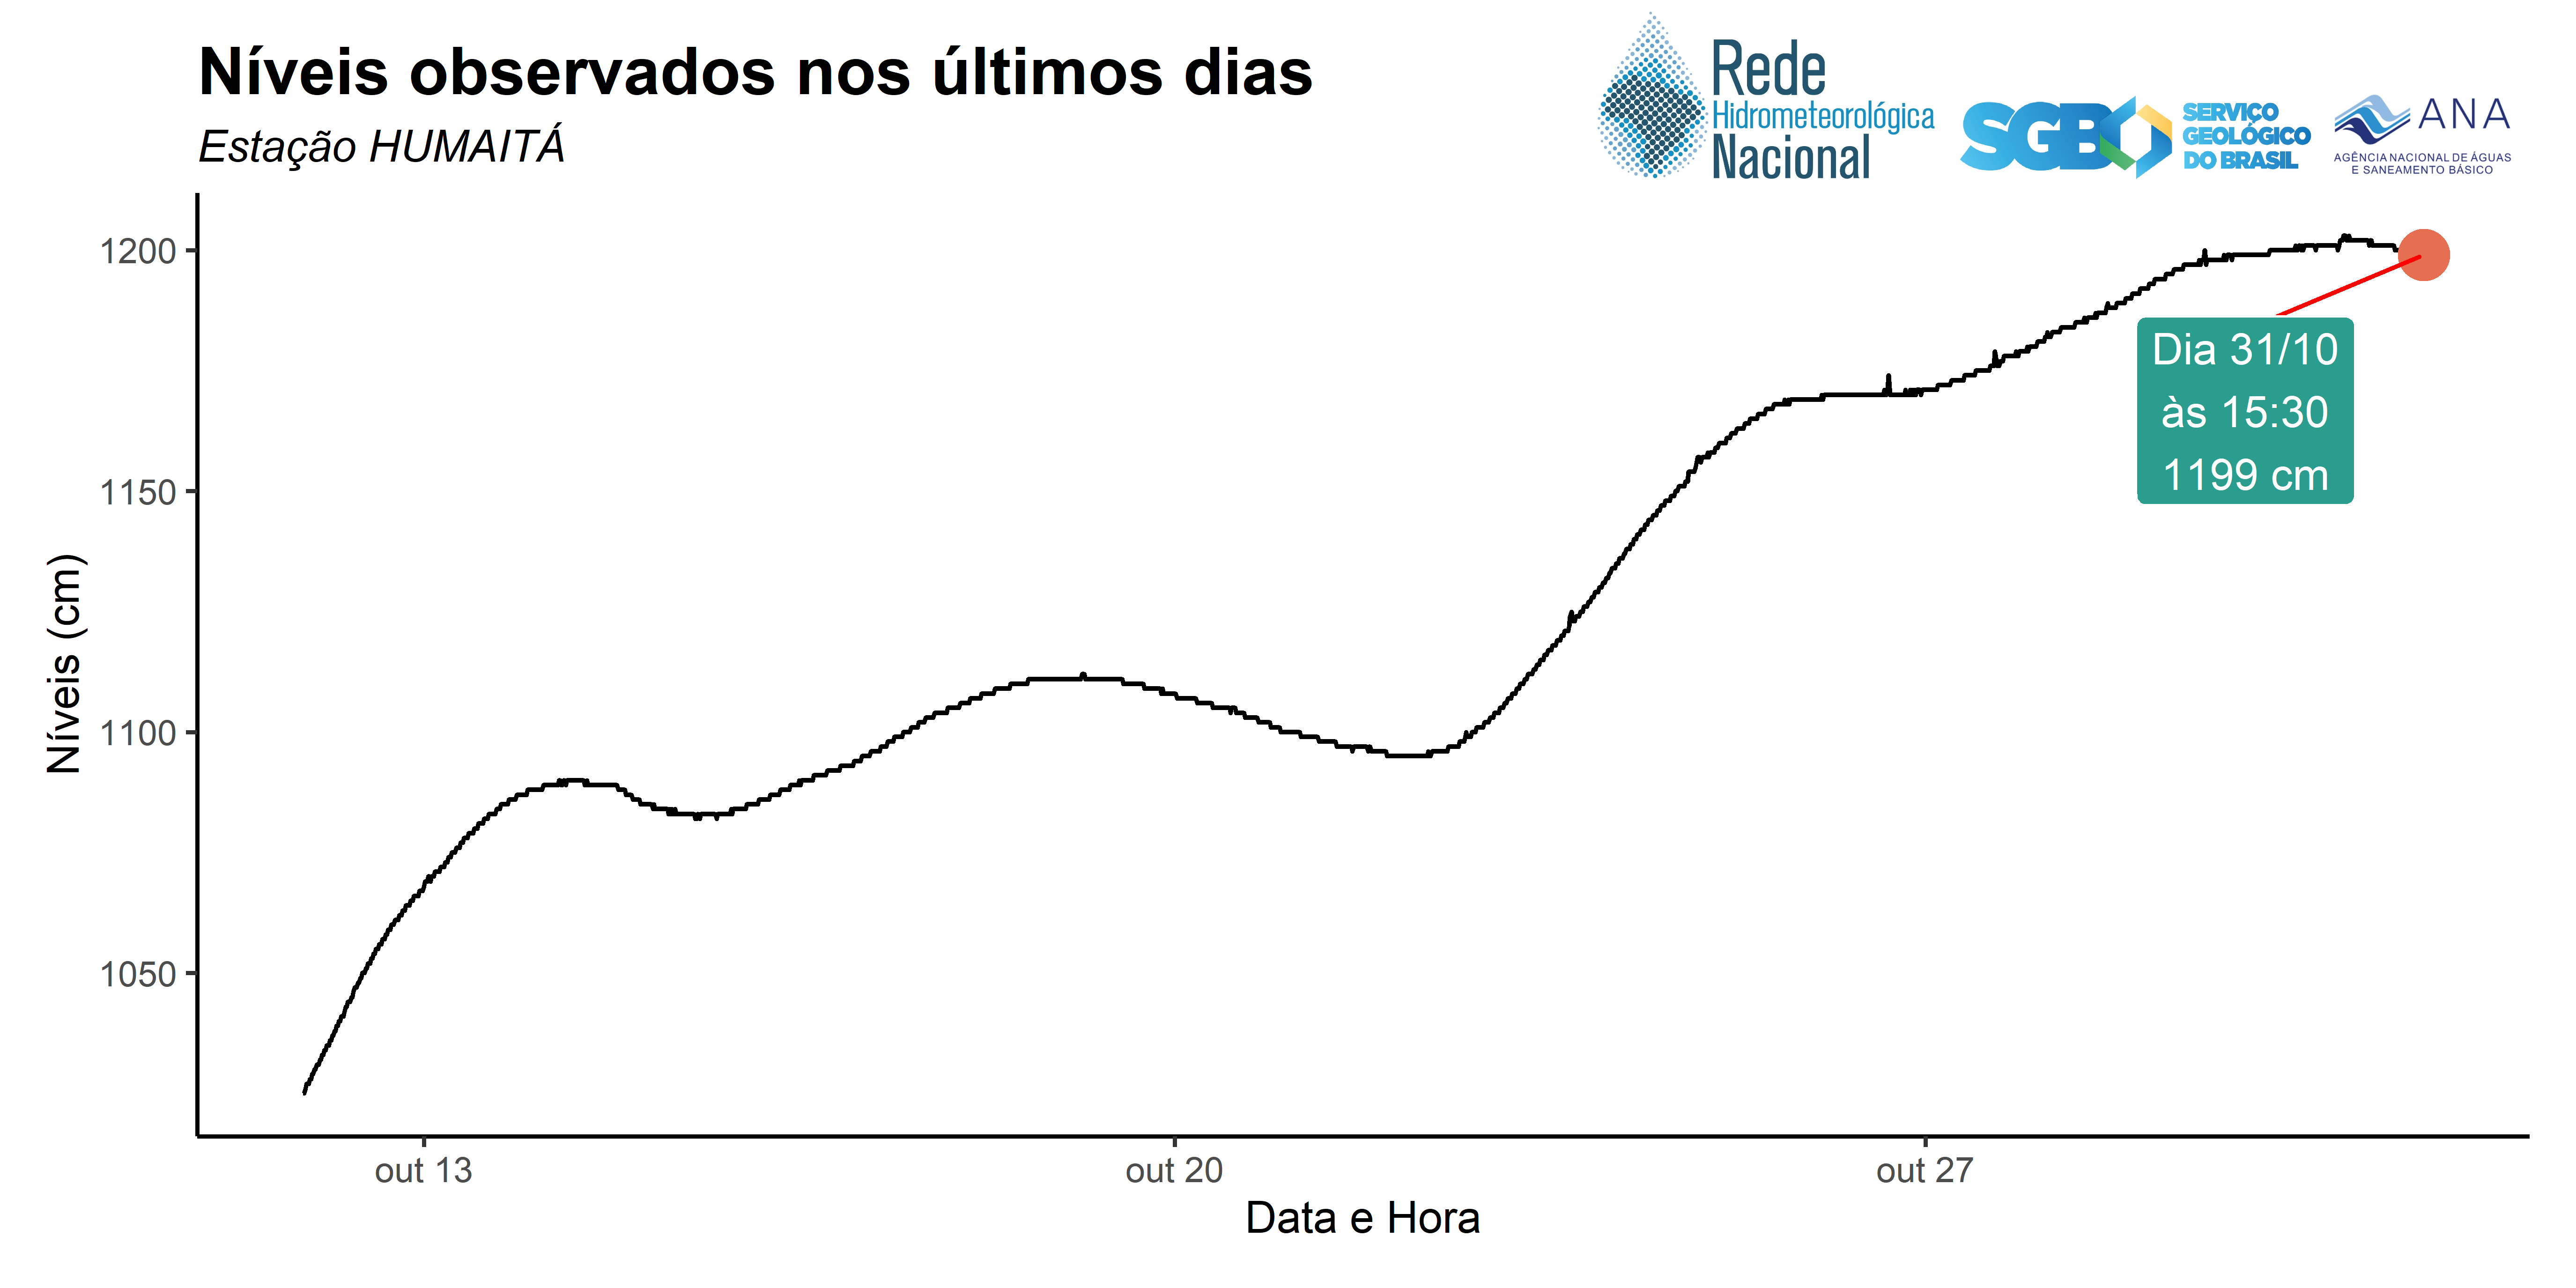 Níveis observados nos últimos dias
Estação HUMAITÁ
Rede
Hidrometeorológica
Nacional
SGB
SERVIÇO
GEOLÓGICO
DO BRASIL
ANA
AGÊNCIA NACIONAL DE ÁGUAS
E SANEAMENTO BÁSICO
Níveis (cm)
1200
1150
1100
1050
Dia 31/10
às 15:30
1199 cm
out 13
out 20
out 27
Data e Hora